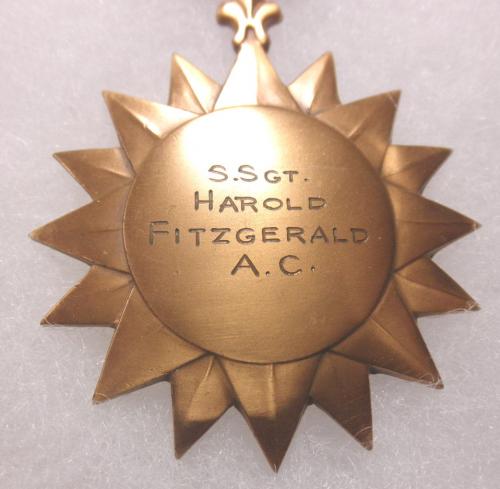 S.SGT.
HAROLD
FITZGERALD
A.C.